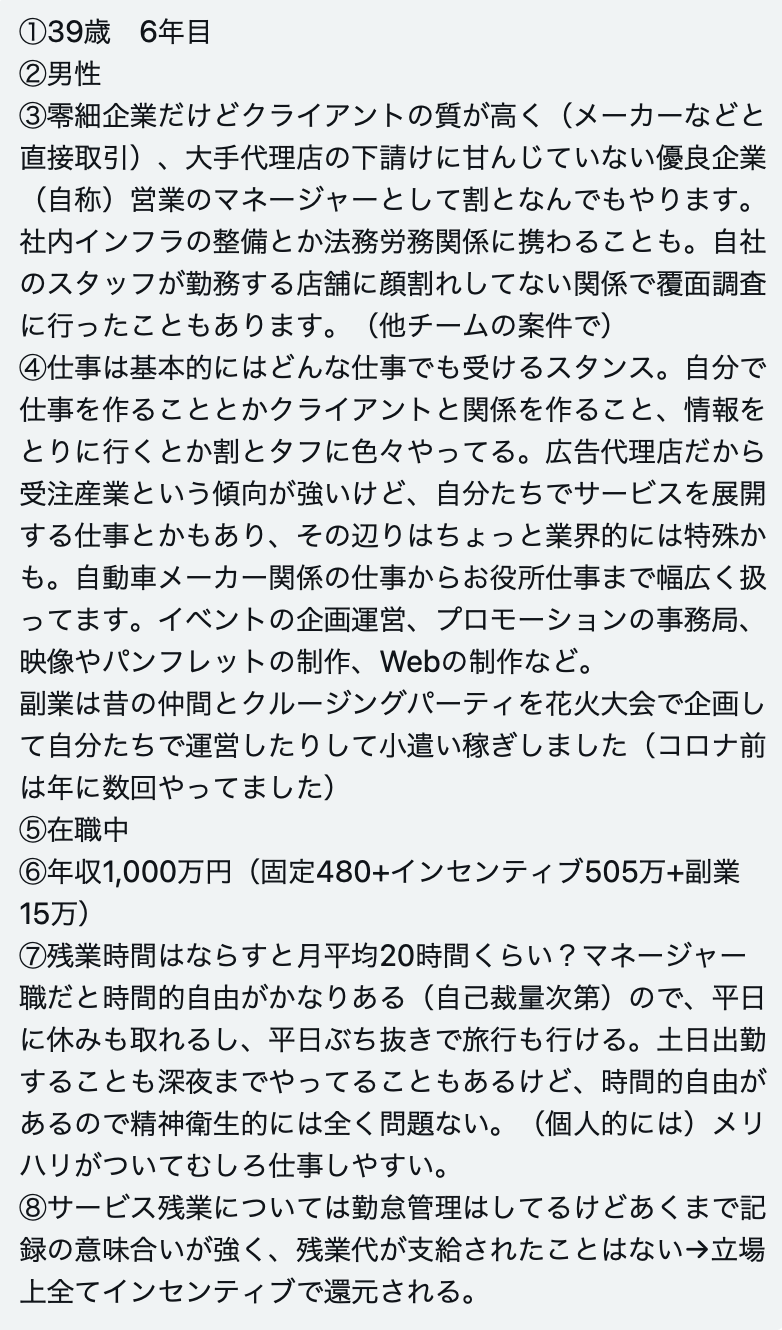 ①39歳　6年目
②男性
③零細企業だけどクライアントの質が高く（メーカーなどと
直接取引）、大手代理店の下請けに甘んじていない優良企業
（自称）営業のマネージャーとして割となんでもやります。
社内インフラの整備とか法務労務関係に携わることも。自社
のスタッフが勤務する店舗に顔割れしてない関係で覆面調査
に行ったこともあります。（他チームの案件で）
④仕事は基本的にはどんな仕事でも受けるスタンス。自分で
仕事を作ることとかクライアントと関係を作ること、情報を
とりに行くとか割とタフに色々やってる。広告代理店だから
受注産業という傾向が強いけど、自分たちでサービスを展開
する仕事とかもあり、その辺りはちょっと業界的には特殊か
も。自動車メーカー関係の仕事からお役所仕事まで幅広く扱
ってます。イベントの企画運営、プロモーションの事務局、
映像やパンフレットの制作、Webの制作など。
副業は昔の仲間とクルージングパーティを花火大会で企画し
て自分たちで運営したりして小遣い稼ぎしました（コロナ前
は年に数回やってました）
⑤在職中
⑥年収1,000万円（固定480+インセンティブ505万+副業
15万）
⑦残業時間はならすと月平均20時間くらい？マネージャー
職だと時間的自由がかなりある（自己裁量次第）ので、平日
に休みも取れるし、平日ぶち抜きで旅行も行ける。土日出勤
することも深夜までやってることもあるけど、時間的自由が
あるので精神衛生的には全く問題ない。（個人的には）メリ
ハリがついてむしろ仕事しやすい。
⑧サービス残業については勤怠管理はしてるけどあくまで記
録の意味合いが強く、残業代が支給されたことはない→立場
上全てインセンティブで還元される。